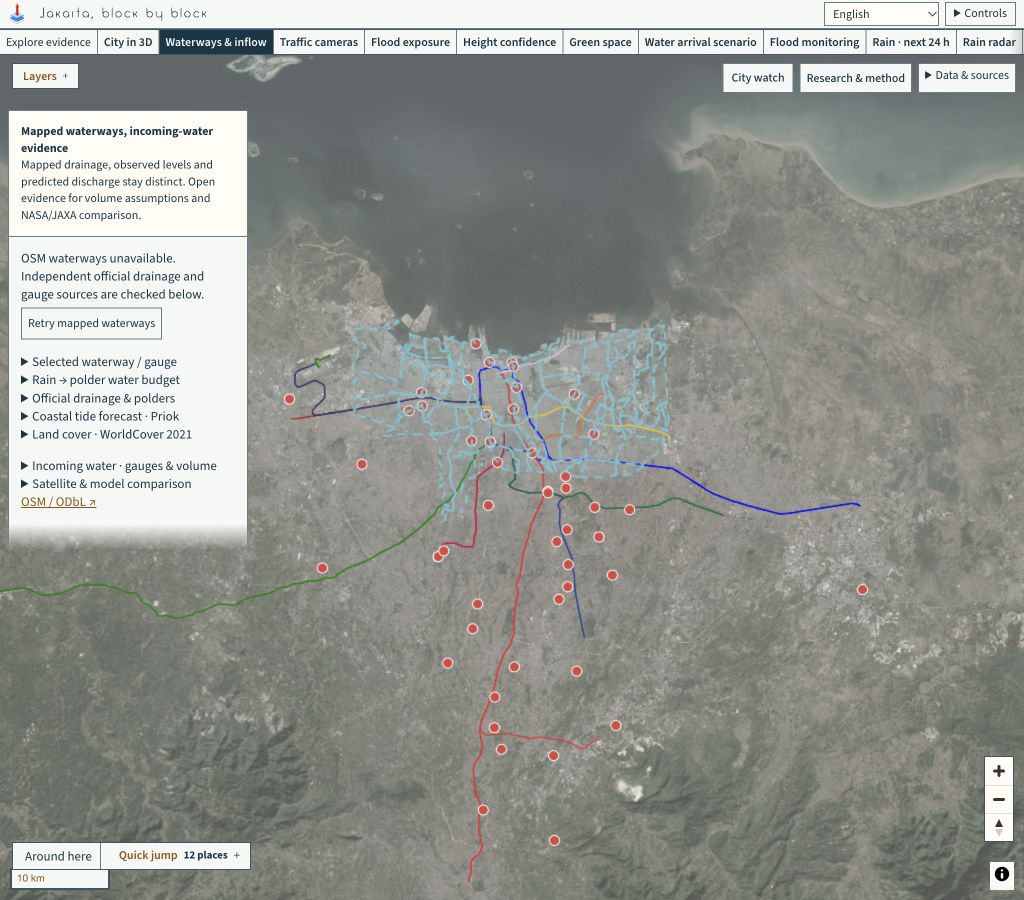 Jakarta, block by block
English
Controls
Explore evidence
City in 3D
Waterways & inflow
Traffic cameras
Flood exposure
Height confidence
Green space
Water arrival scenario
Flood monitoring
Rain · next 24 h
Rain radar
Layers +
City watch
Research & method
Data & sources
Mapped waterways, incoming-water
evidence
Mapped drainage, observed levels and
predicted discharge stay distinct. Open
evidence for volume assumptions and
NASA/JAXA comparison.
OSM waterways unavailable.
Independent official drainage and
gauge sources are checked below.
Retry mapped waterways
Selected waterway / gauge
Rain → polder water budget
Official drainage & polders
Coastal tide forecast · Priok
Land cover · WorldCover 2021
Incoming water · gauges & volume
Satellite & model comparison
OSM / ODbL ↗
Around here
Quick jump 12 places +
10 km